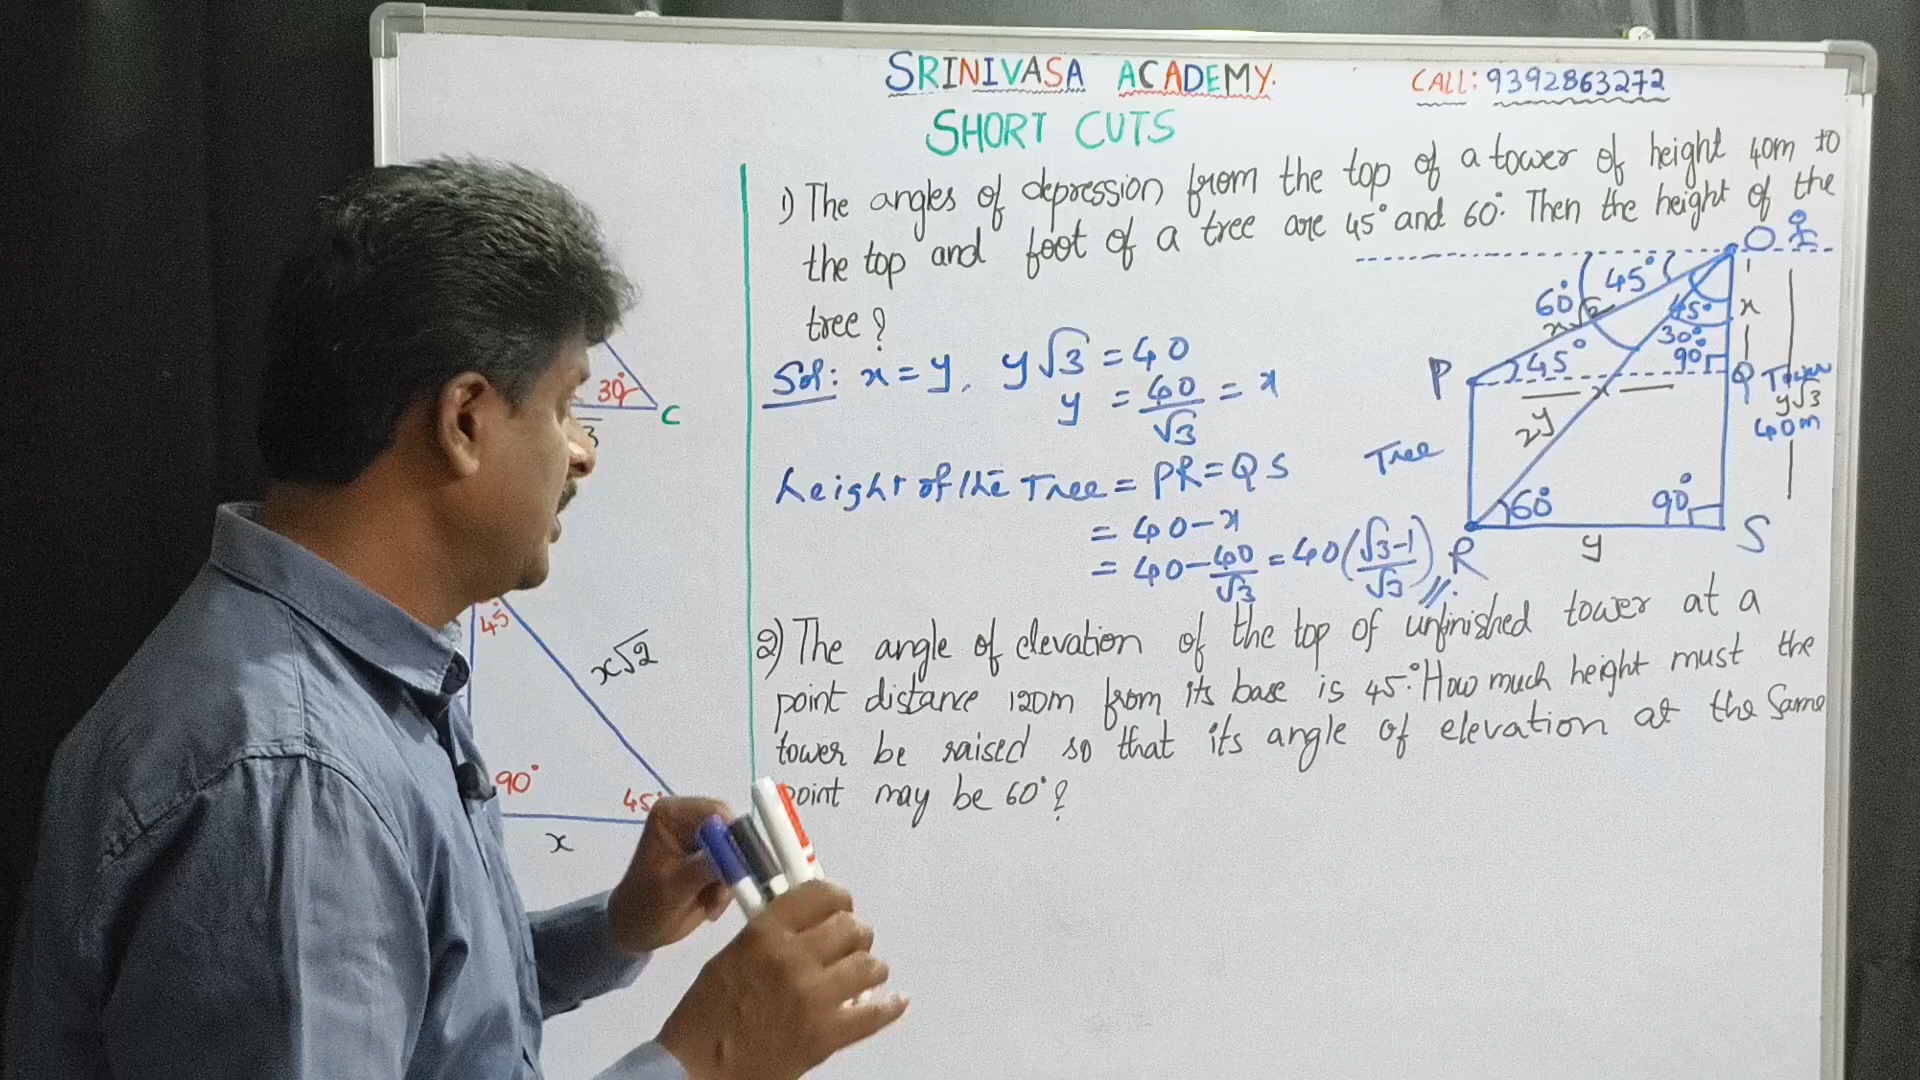 SRINIVASA ACADEMY.
CALL: 9392863272
SHORT CUTS
1) The angles of depression from the top of a tower of height 40m to
the top and foot of a tree are 45° and 60°. Then the height of the
tree?
Sol: x = y, y√3 = 40
y = 40/√3 = x
height of the Tree = PR = QS
= 40 - x
= 40 - 40/√3 = 40(√3-1/√3)
O
60° 45°
x√2
45°
x
30°
45°
90°
P
Q
Tower
y√3
40m
2y
Tree
60°
90°
R
y
S
2) The angle of elevation of the top of unfinished tower at a
point distance 120m from its base is 45°. How much height must the
tower be raised so that its angle of elevation at the same
point may be 60°?
30°
C
3
45°
x√2
90°
45°
x